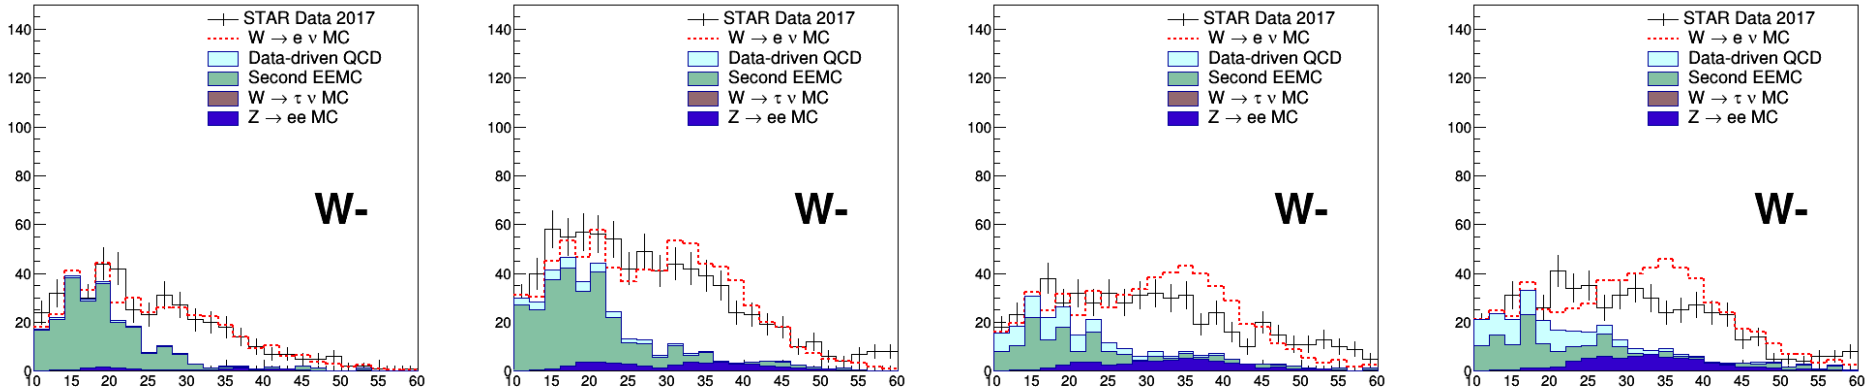 STAR Data 2017
W → e ν MC
Data-driven QCD
Second EEMC
W → τ ν MC
Z → ee MC
W-
140
120
100
80
60
40
20
0
10 15 20 25 30 35 40 45 50 55 60
STAR Data 2017
W → e ν MC
Data-driven QCD
Second EEMC
W → τ ν MC
Z → ee MC
W-
140
120
100
80
60
40
20
0
10 15 20 25 30 35 40 45 50 55 60
STAR Data 2017
W → e ν MC
Data-driven QCD
Second EEMC
W → τ ν MC
Z → ee MC
W-
140
120
100
80
60
40
20
0
10 15 20 25 30 35 40 45 50 55 60
STAR Data 2017
W → e ν MC
Data-driven QCD
Second EEMC
W → τ ν MC
Z → ee MC
W-
140
120
100
80
60
40
20
0
10 15 20 25 30 35 40 45 50 55 60